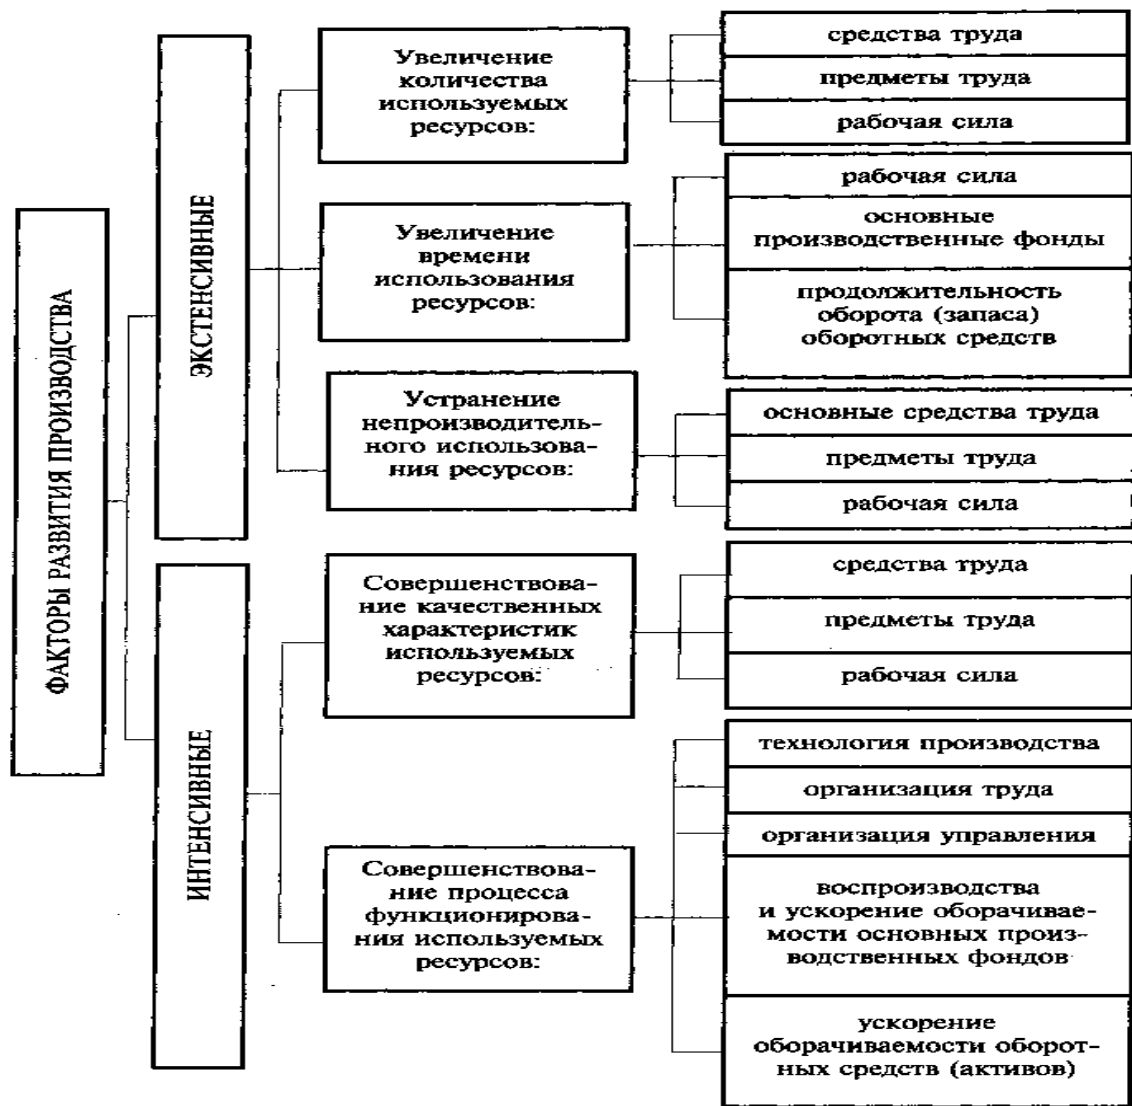 ФАКТОРЫ РАЗВИТИЯ ПРОИЗВОДСТВА
ЭКСТЕНСИВНЫЕ
Увеличение
количества
используемых
ресурсов:
средства труда
предметы труда
рабочая сила
Увеличение
времени
использования
ресурсов:
рабочая сила
основные
производственные фонды
продолжительность
оборота (запаса)
оборотных средств
Устранение
непроизводитель-
ного использова-
ния ресурсов:
основные средства труда
предметы труда
рабочая сила
ИНТЕНСИВНЫЕ
Совершенствова-
ние качественных
характеристик
используемых
ресурсов:
средства труда
предметы труда
рабочая сила
Совершенствова-
ние процесса
функционирова-
ния используемых
ресурсов:
технология производства
организация труда
организация управления
воспроизводства
и ускорение оборачивае-
мости основных произ-
водственных фондов
ускорение
оборачиваемости оборот-
ных средств (активов)